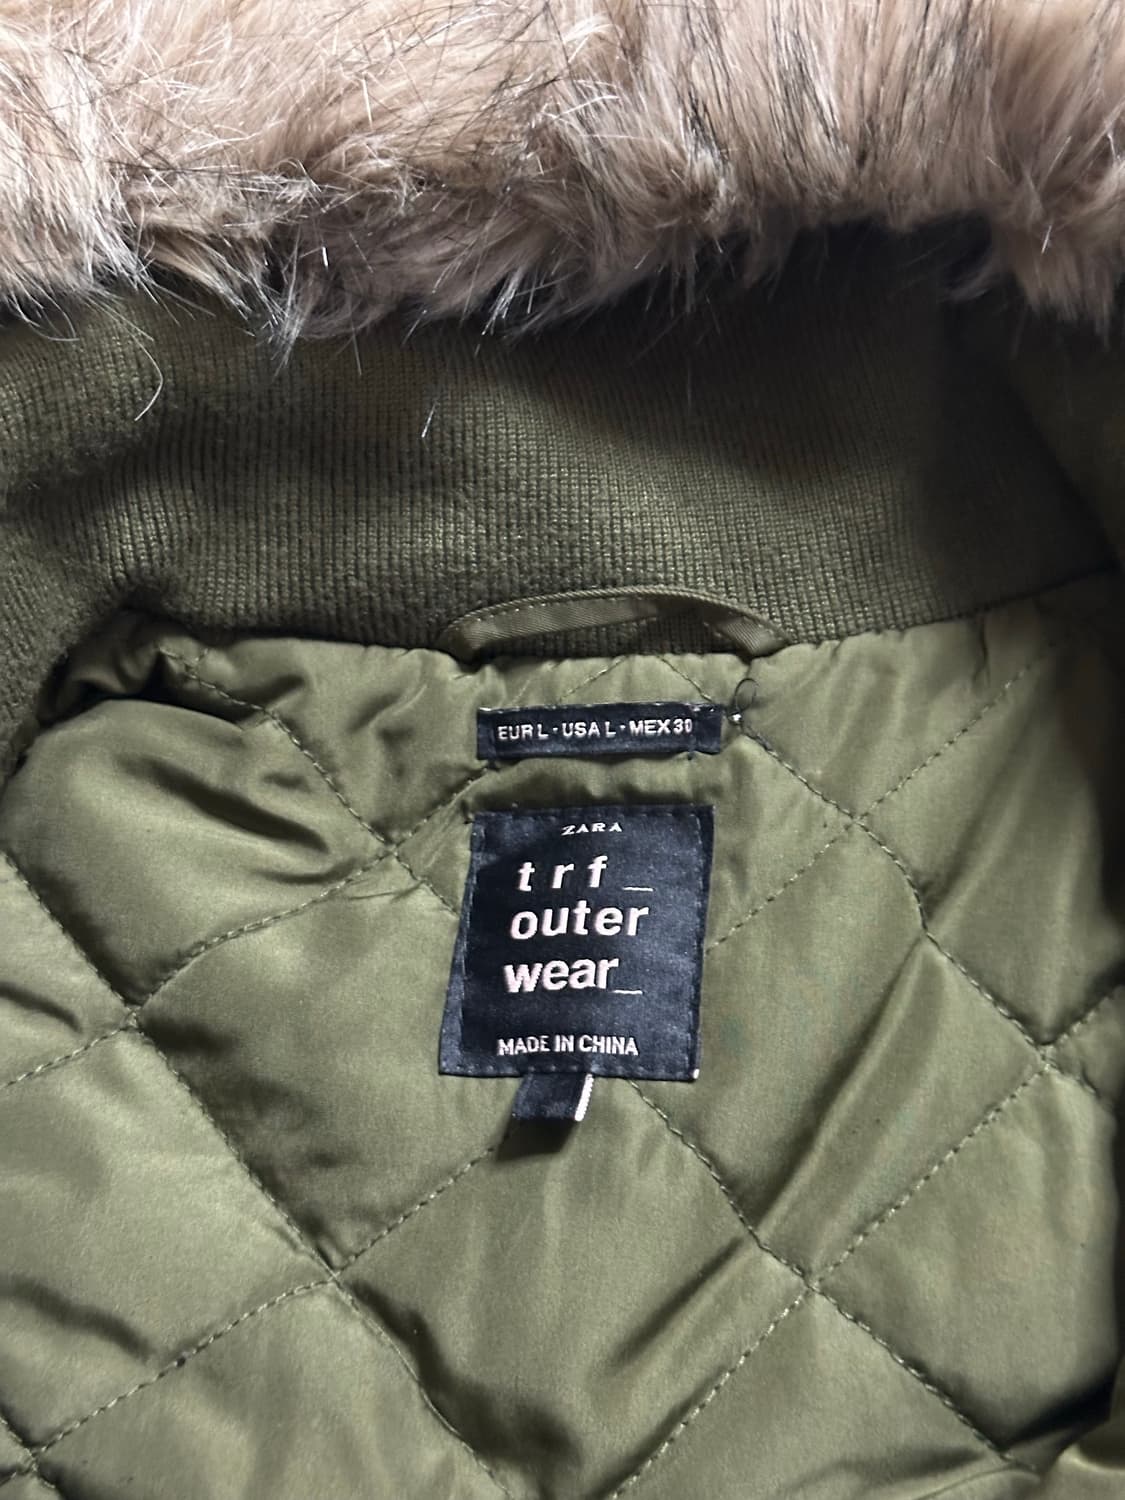 EUR L · USA L · MEX 30
ZARA
trf_
outer
wear_
MADE IN CHINA